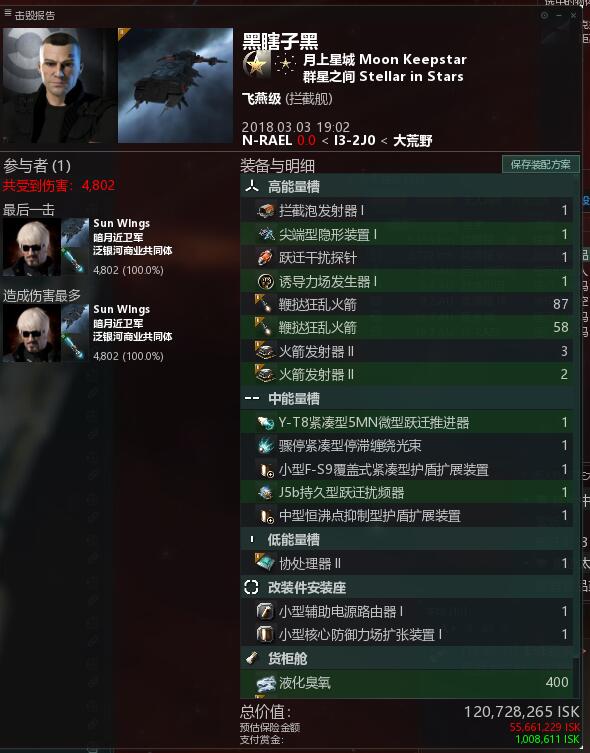 击毁报告
黑瞎子黑
月上星城 Moon Keepstar
群星之间 Stellar in Stars
飞燕级 (拦截舰)
2018.03.03 19:02
N-RAEL 0.0 < I3-2J0 < 大荒野
参与者 (1)
共受到伤害: 4,802
最后一击
Sun WIngs
暗月近卫军
泛银河商业共同体
4,802 (100.0%)
造成伤害最多
Sun WIngs
暗月近卫军
泛银河商业共同体
4,802 (100.0%)
装备与明细
保存装配方案
高能量槽
拦截泡发射器 I 1
尖端型隐形装置 I 1
跃迁干扰探针 1
诱导力场发生器 I 1
鞭挞狂乱火箭 87
鞭挞狂乱火箭 58
火箭发射器 II 3
火箭发射器 II 2
中能量槽
Y-T8紧凑型5MN微型跃迁推进器 1
骤停紧凑型停滞缠绕光束 1
小型F-S9覆盖式紧凑型护盾扩展装置 1
J5b持久型跃迁扰频器 1
中型恒沸点抑制型护盾扩展装置 1
低能量槽
协处理器 II 1
改装件安装座
小型辅助电源路由器 I 1
小型核心防御力场扩张装置 I 1
货柜舱
液化臭氧 400
总价值: 120,728,265 ISK
预估保险金额 55,661,229 ISK
支付赏金: 1,008,611 ISK